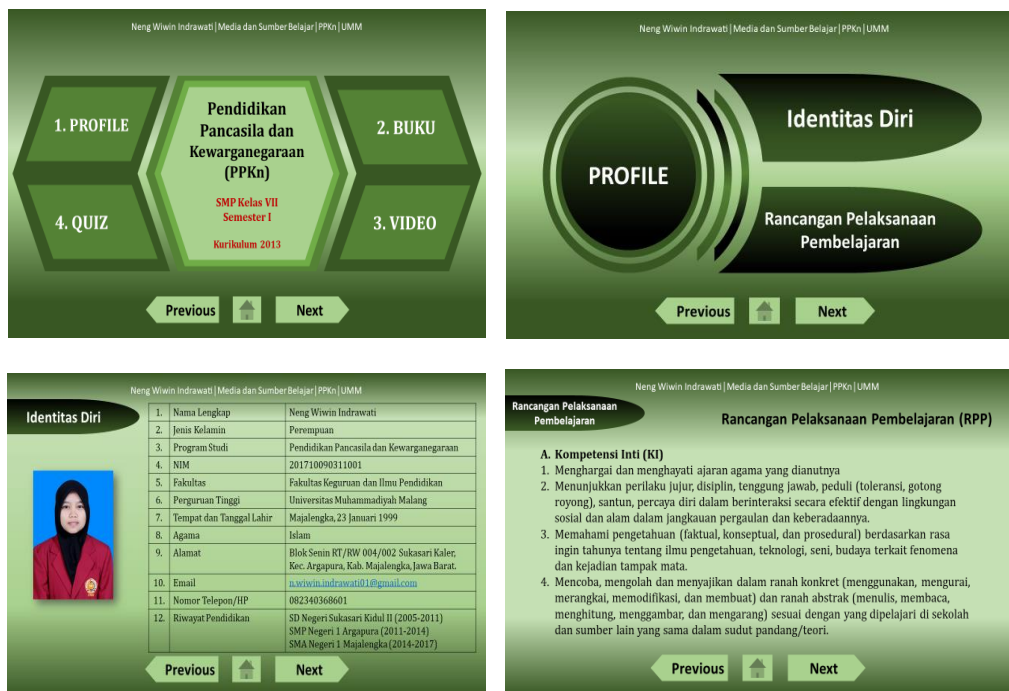 Neng Wiwin Indrawati|Media dan Sumber Belajar|PPKn|UMM
1. PROFILE
2. BUKU
Pendidikan
Pancasila dan
Kewarganegaraan
(PPKn)
SMP Kelas VII
Semester I
Kurikulum 2013
4. QUIZ
3. VIDEO
Previous
Next
Neng Wiwin Indrawati|Media dan Sumber Belajar|PPKn|UMM
PROFILE
Identitas Diri
Rancangan Pelaksanaan
Pembelajaran
Previous
Next
Neng Wiwin Indrawati|Media dan Sumber Belajar|PPKn|UMM
Identitas Diri
1. Nama Lengkap Neng Wiwin Indrawati
2. Jenis Kelamin Perempuan
3. Program Studi Pendidikan Pancasila dan Kewarganegaraan
4. NIM 201710090311001
5. Fakultas Fakultas Keguruan dan Ilmu Pendidikan
6. Perguruan Tinggi Universitas Muhammadiyah Malang
7. Tempat dan Tanggal Lahir Majalengka, 23 Januari 1999
8. Agama Islam
9. Alamat Blok Senin RT/RW 004/002 Sukasari Kaler,
Kec. Argapura, Kab. Majalengka, Jawa Barat.
10. Email n.wiwin.indrawati01@gmail.com
11. Nomor Telepon/HP 082340368601
12. Riwayat Pendidikan SD Negeri Sukasari Kidul II (2005-2011)
SMP Negeri 1 Argapura (2011-2014)
SMA Negeri 1 Majalengka (2014-2017)
Previous
Next
Neng Wiwin Indrawati|Media dan Sumber Belajar|PPKn|UMM
Rancangan Pelaksanaan
Pembelajaran
Rancangan Pelaksanaan Pembelajaran (RPP)
A. Kompetensi Inti (KI)
1. Menghargai dan menghayati ajaran agama yang dianutnya
2. Menunjukkan perilaku jujur, disiplin, tenggung jawab, peduli (toleransi, gotong
royong), santun, percaya diri dalam berinteraksi secara efektif dengan lingkungan
sosial dan alam dalam jangkauan pergaulan dan keberadaannya.
3. Memahami pengetahuan (faktual, konseptual, dan prosedural) berdasarkan rasa
ingin tahunya tentang ilmu pengetahuan, teknologi, seni, budaya terkait fenomena
dan kejadian tampak mata.
4. Mencoba, mengolah dan menyajikan dalam ranah konkret (menggunakan, mengurai,
merangkai, memodifikasi, dan membuat) dan ranah abstrak (menulis, membaca,
menghitung, menggambar, dan mengarang) sesuai dengan yang dipelajari di sekolah
dan sumber lain yang sama dalam sudut pandang/teori.
Previous
Next